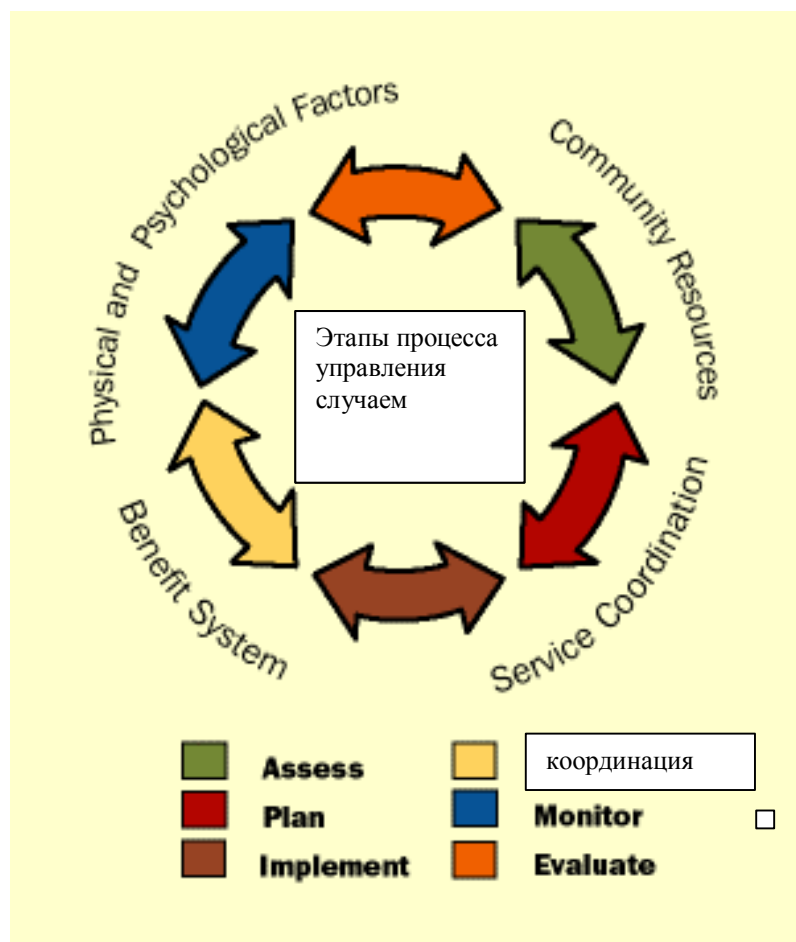 Physical and Psychological Factors
Community Resources
Этапы процесса
управления
случаем
Benefit System
Service Coordination
Assess
координация
Plan
Monitor
Implement
Evaluate